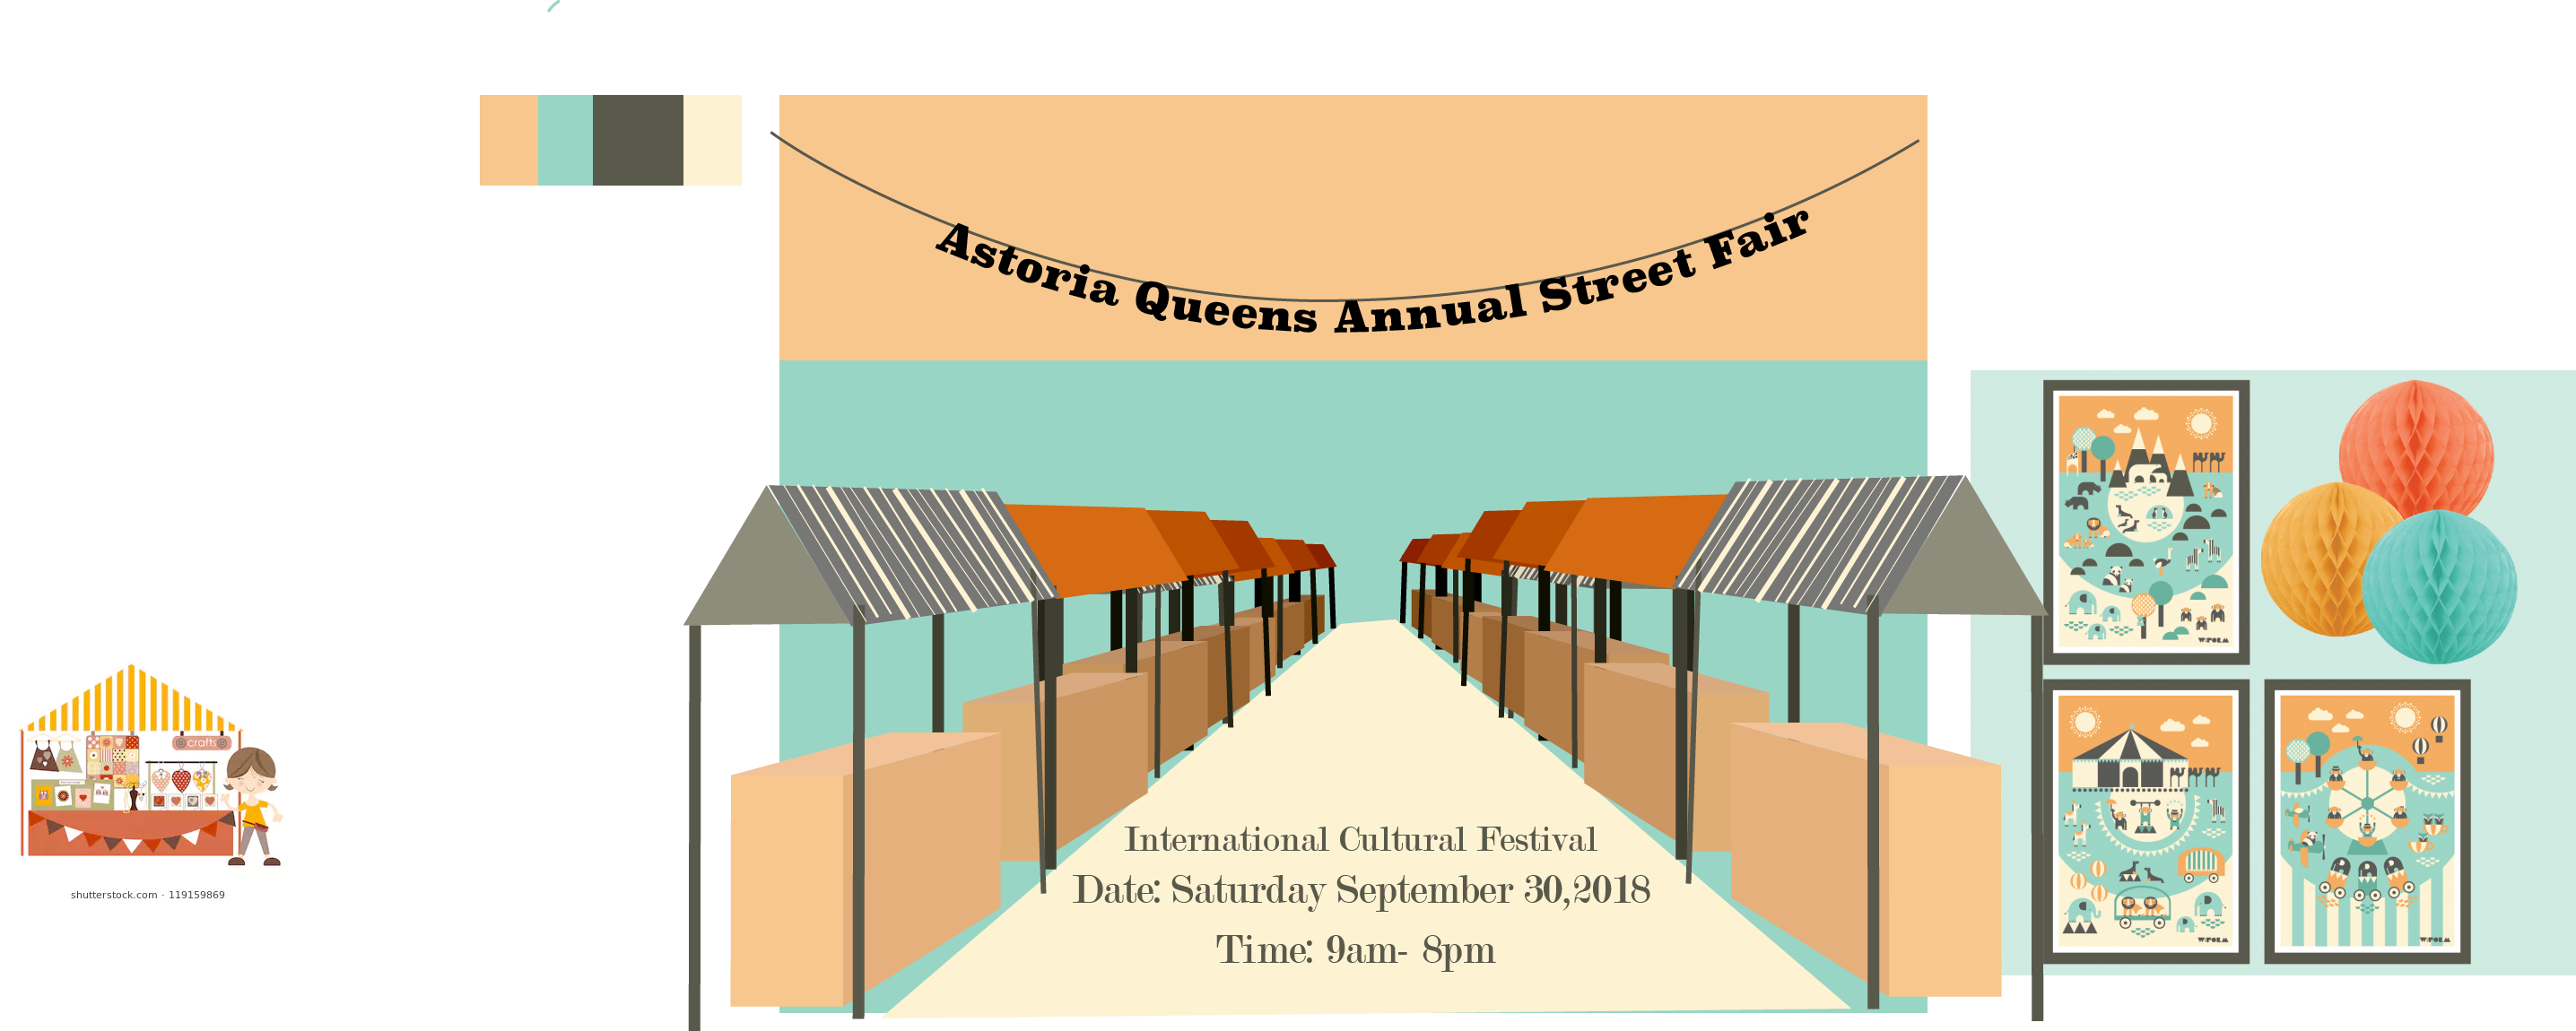 Astoria Queens Annual Street Fair
crafts
shutterstock.com · 119159869
International Cultural Festival
Date: Saturday September 30,2018
Time: 9am- 8pm